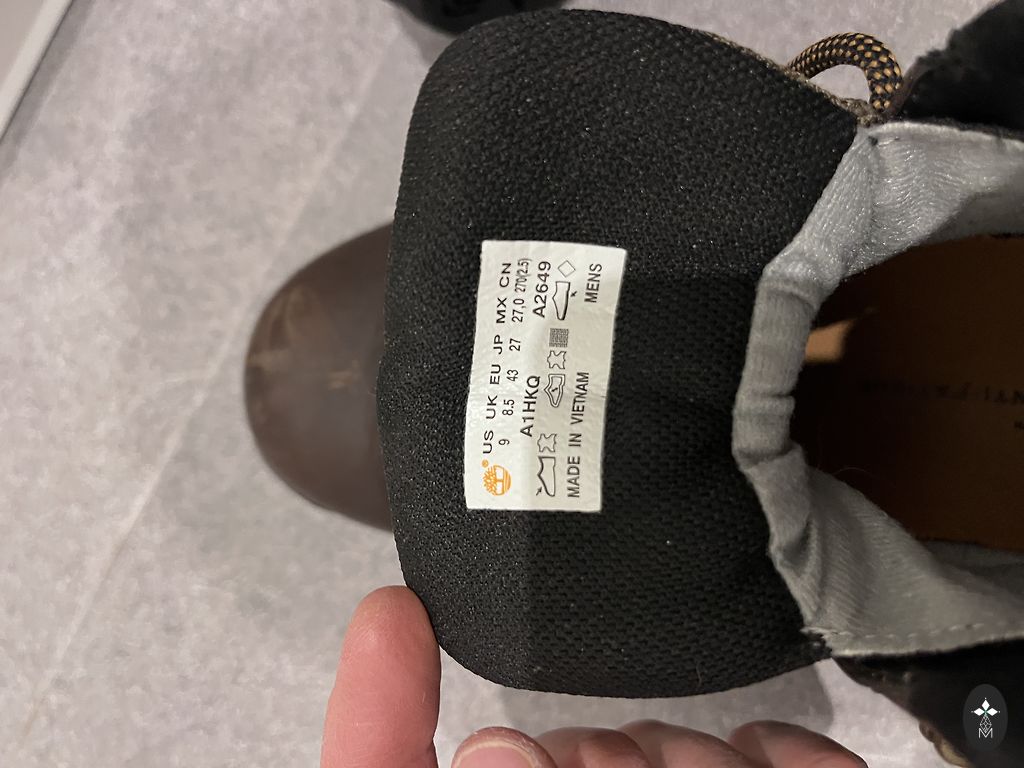 US UK EU JP MX CN
9 8.5 43 27 27,0 270(2.5)
A1HKQ A2649
MADE IN VIETNAM MENS
M